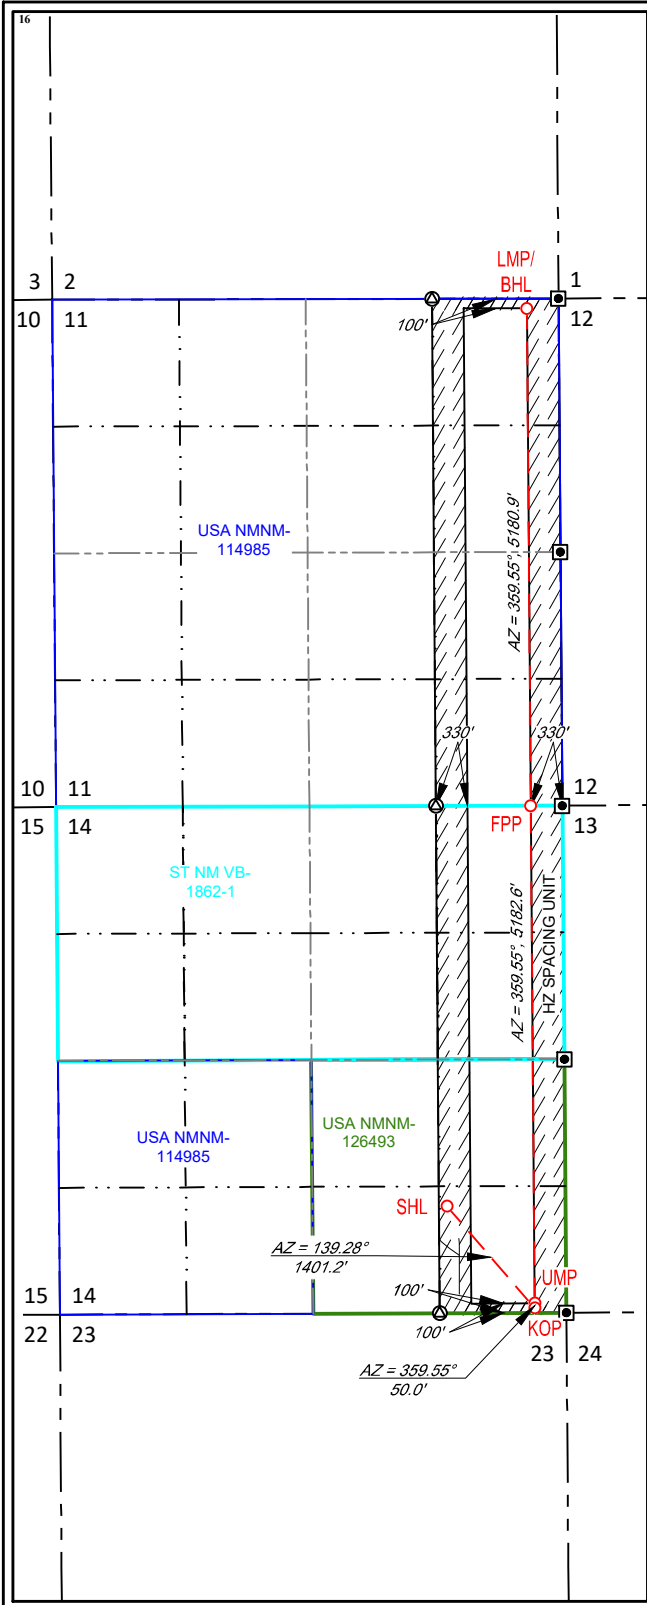 16
LMP/
BHL
3 2
1
10 11
12
100'
USA NMNM-
114985
AZ = 359.55°, 5180.9'
330'
330'
10 11
12
15 14
13
FPP
ST NM VB-
1862-1
AZ = 359.55°, 5182.6'
HZ SPACING UNIT
USA NMNM-
114985
USA NMNM-
126493
SHL
AZ = 139.28°
1401.2'
UMP
100'
KOP
100'
15 14
22 23
23 24
AZ = 359.55°
50.0'